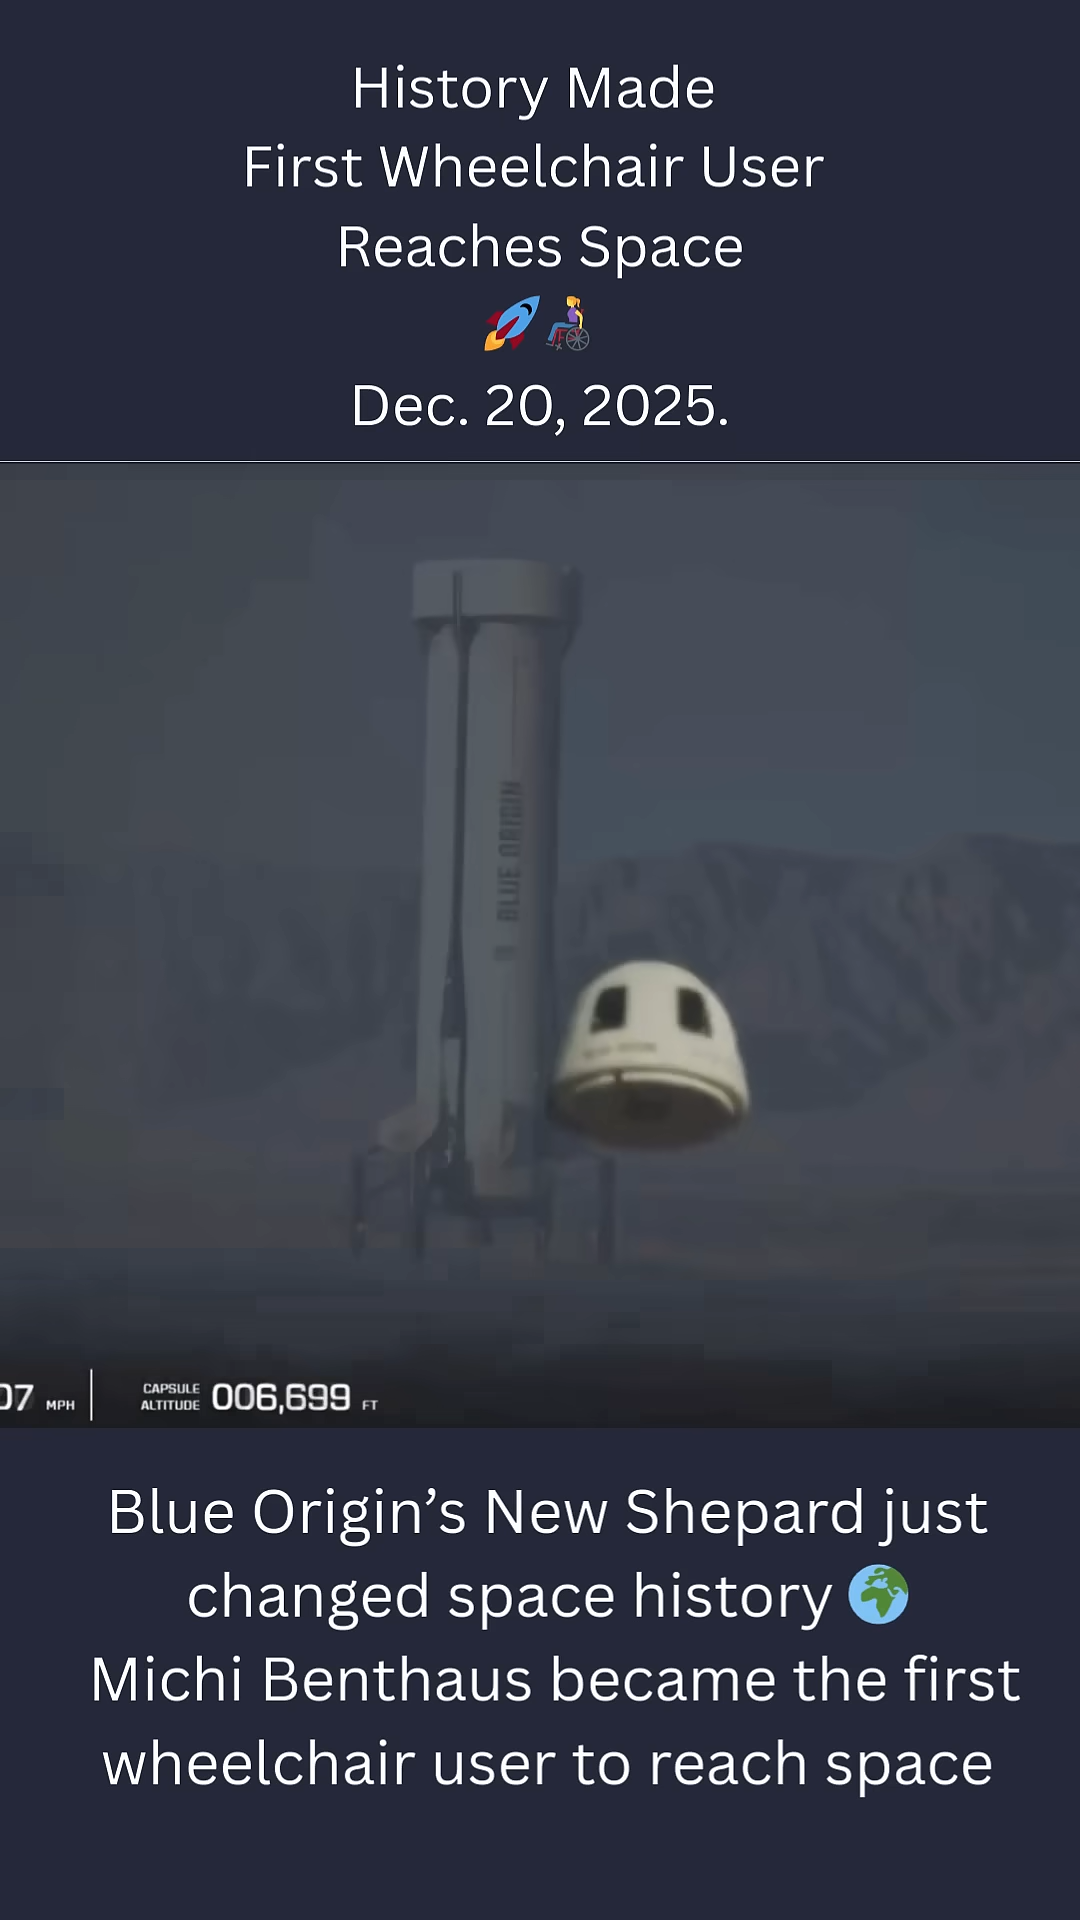 History Made
First Wheelchair User
Reaches Space
🚀👩‍🦽
Dec. 20, 2025.
BLUE ORIGIN
07 MPH
CAPSULE
ALTITUDE 006,699 FT
Blue Origin’s New Shepard just
changed space history 🌍
Michi Benthaus became the first
wheelchair user to reach space